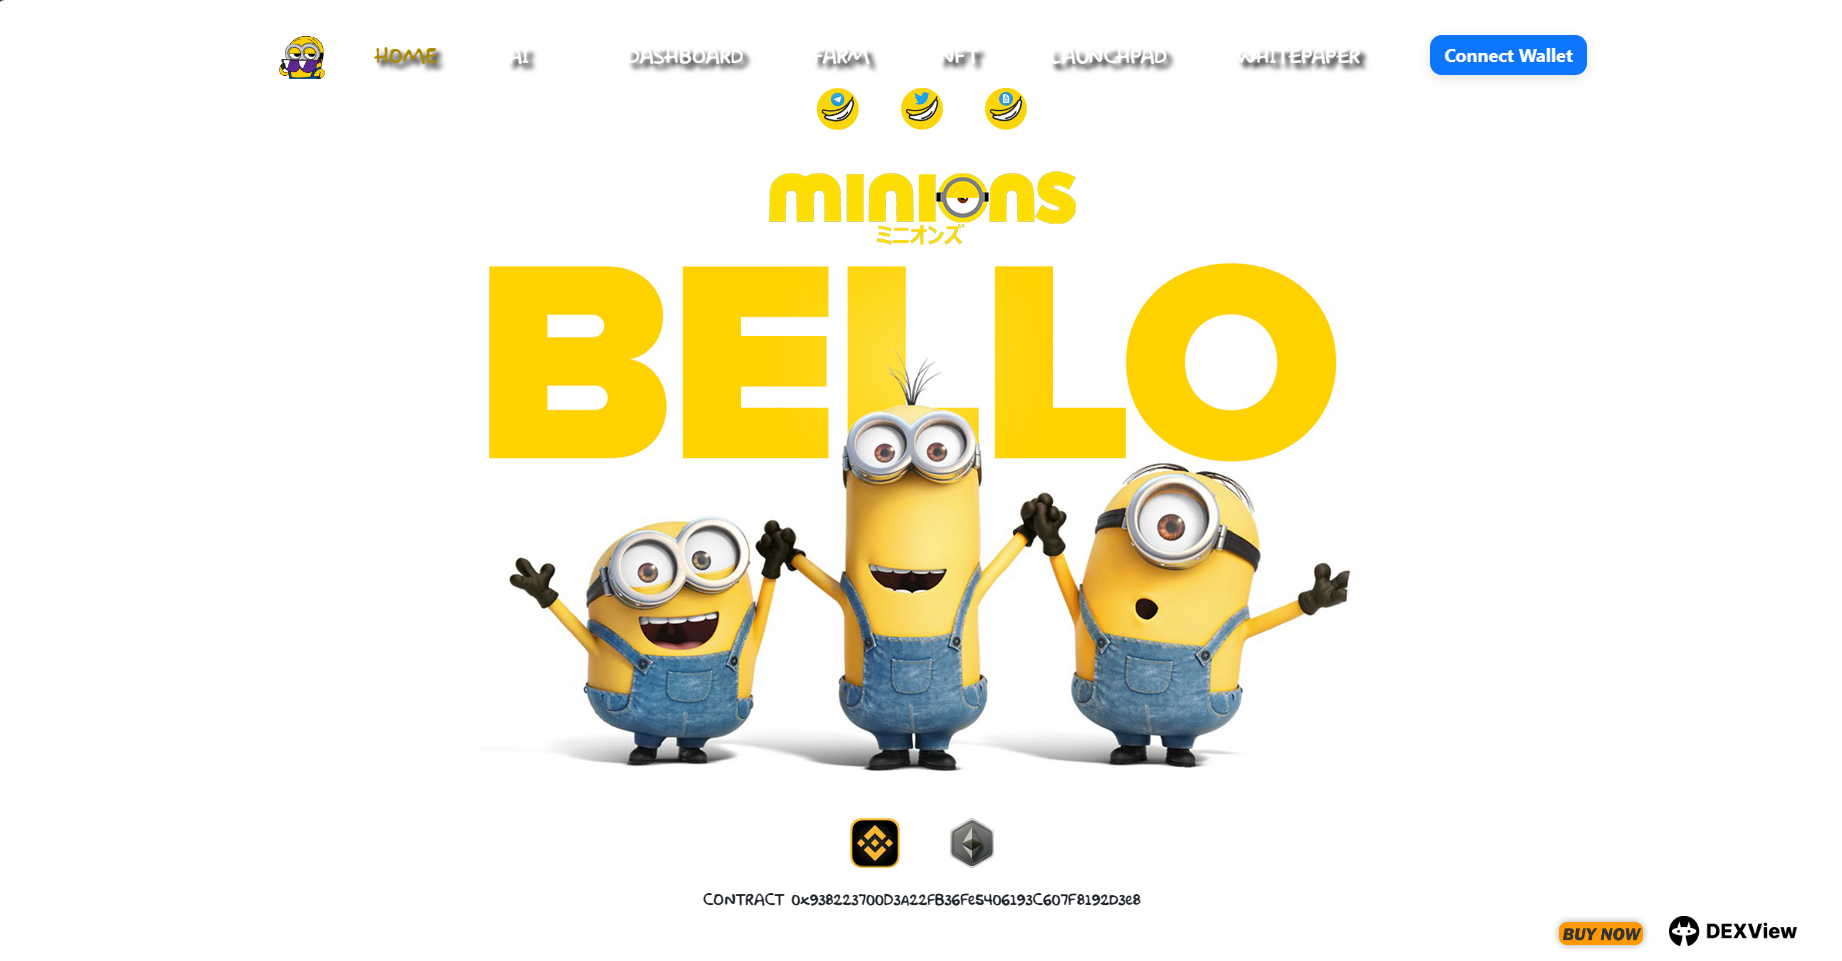 HOME AI DASHBOARD FARM NFT LAUNCHPAD WHITEPAPER Connect Wallet
minions
ミニオンズ
BELLO
CONTRACT 0x938223700D3A22FB36Fe5406193C607F8192D3e8
BUY NOW DEXView